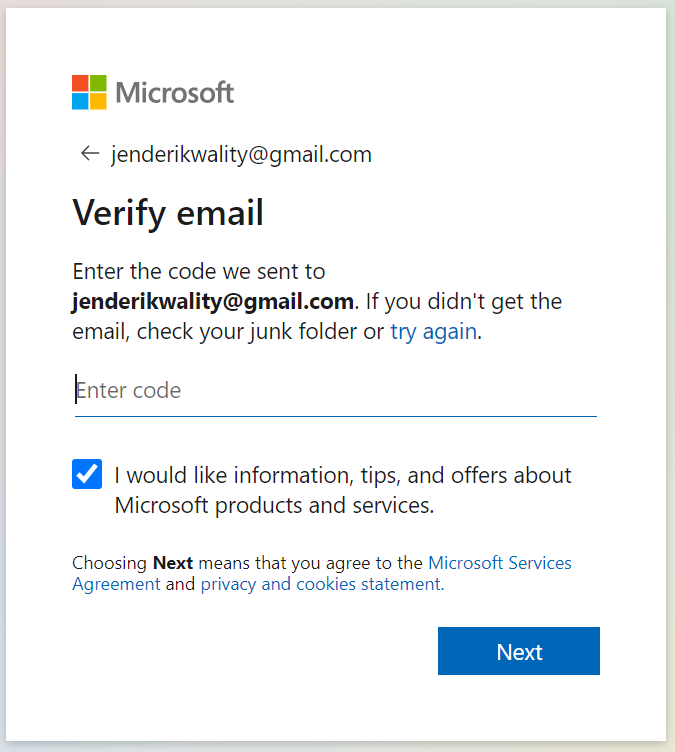 Microsoft
← jenderikwality@gmail.com
Verify email
Enter the code we sent to
jenderikwality@gmail.com. If you didn't get the
email, check your junk folder or try again.
Enter code
I would like information, tips, and offers about
Microsoft products and services.
Choosing Next means that you agree to the Microsoft Services
Agreement and privacy and cookies statement.
Next